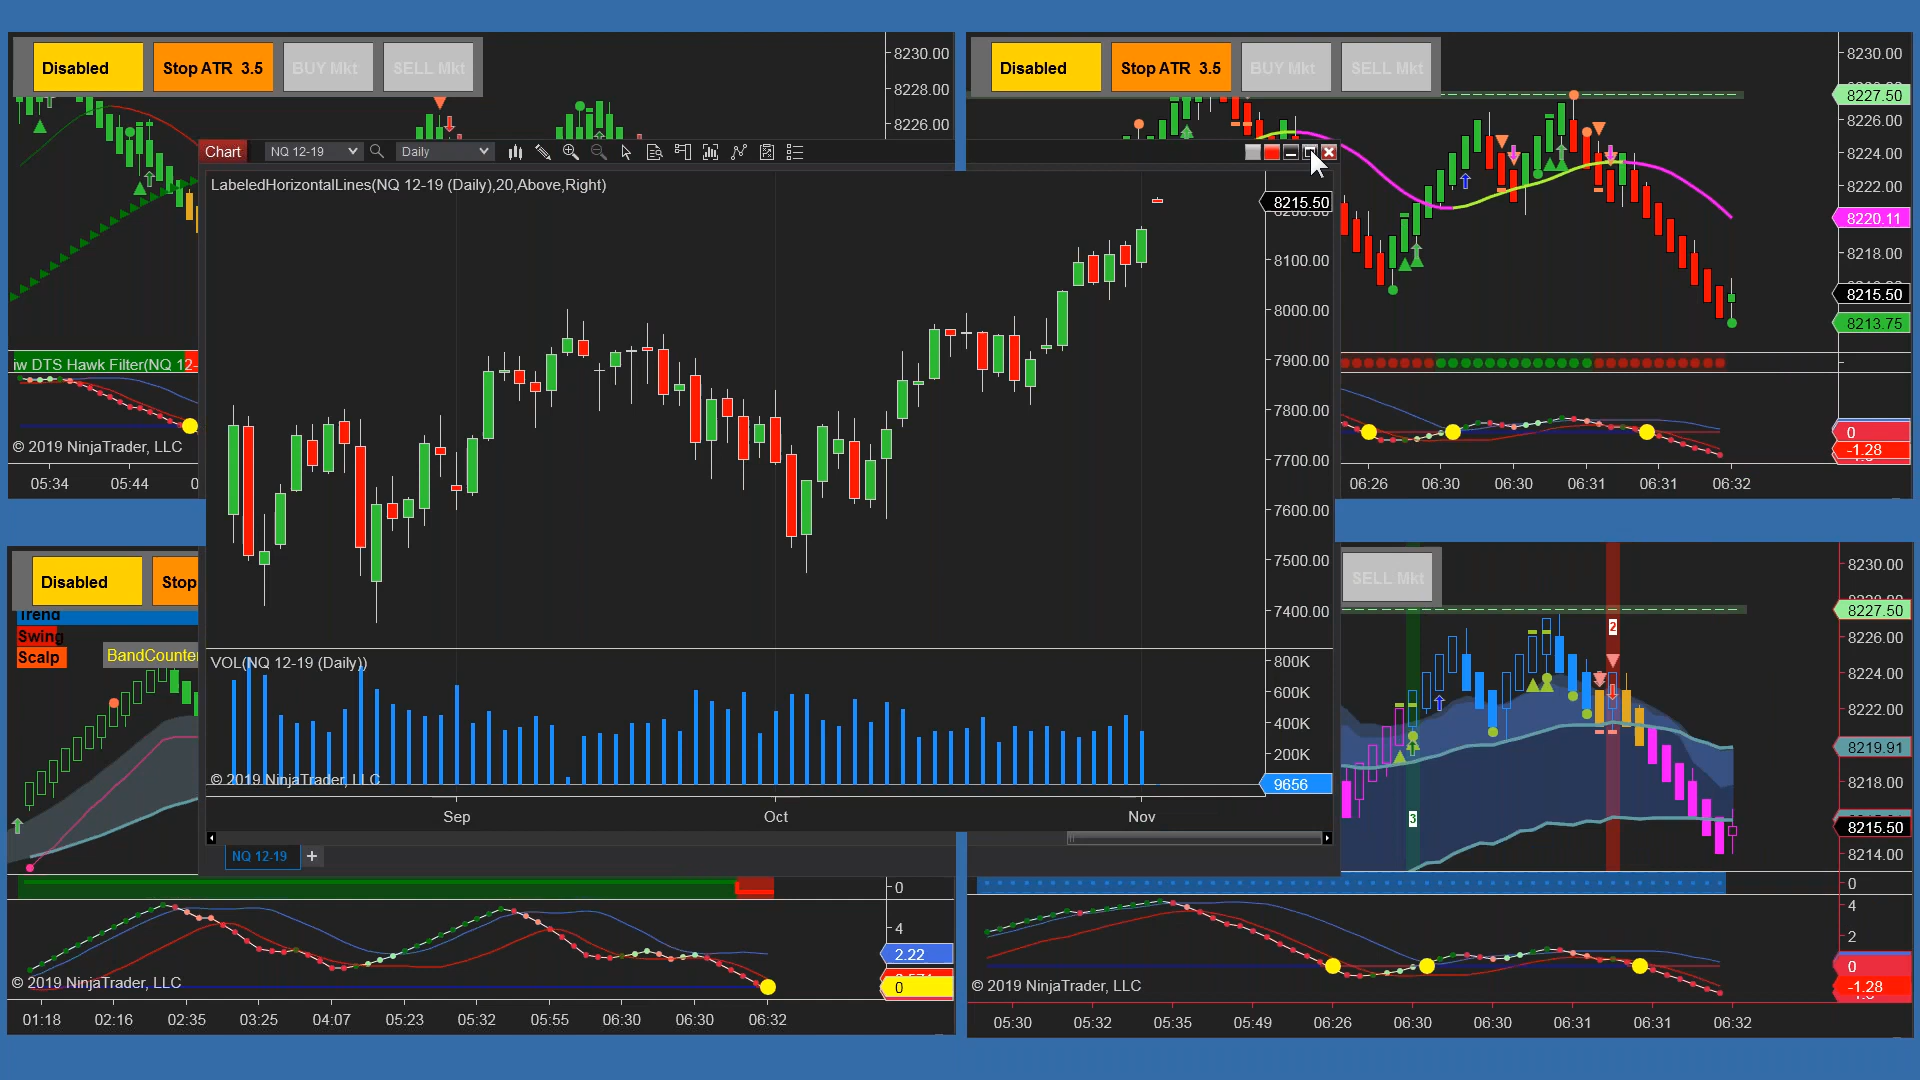 Disabled
Stop ATR 3.5
BUY Mkt
SELL Mkt
8230.00
8228.00
8226.00
Disabled
Stop ATR 3.5
BUY Mkt
SELL Mkt
8230.00
8227.50
8226.00
8224.00
8222.00
8220.11
8218.00
8215.50
8213.75
Chart
NQ 12-19
Daily
LabeledHorizontalLines(NQ 12-19 (Daily),20,Above,Right)
8215.50
8100.00
8000.00
7900.00
7800.00
7700.00
7600.00
7500.00
7400.00
VOL(NQ 12-19 (Daily))
800K
600K
400K
200K
9656
© 2019 NinjaTrader, LLC
Sep
Oct
Nov
NQ 12-19
+
iw DTS Hawk Filter(NQ 12-
© 2019 NinjaTrader, LLC
05:34
05:44
0
0
-1.28
06:26
06:30
06:30
06:31
06:31
06:32
Disabled
Stop
Trend
Swing
Scalp
BandCounter
0
4
2.22
0
© 2019 NinjaTrader, LLC
01:18
02:16
02:35
03:25
04:07
05:23
05:32
05:55
06:30
06:30
06:32
SELL Mkt
2
3
8230.00
8227.50
8226.00
8224.00
8222.00
8219.91
8218.00
8215.50
8214.00
0
4
2
0
-1.28
© 2019 NinjaTrader, LLC
05:30
05:32
05:35
05:49
06:26
06:30
06:30
06:31
06:31
06:32